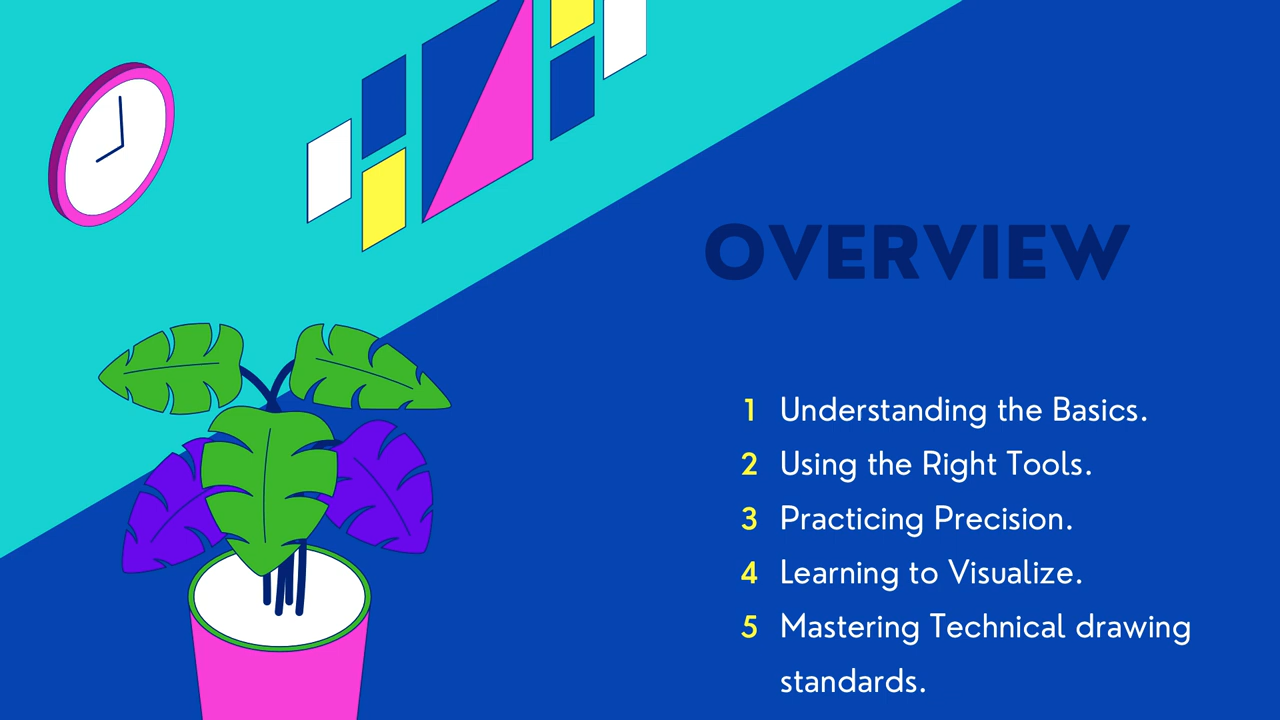 OVERVIEW
1 Understanding the Basics.
2 Using the Right Tools.
3 Practicing Precision.
4 Learning to Visualize.
5 Mastering Technical drawing
standards.